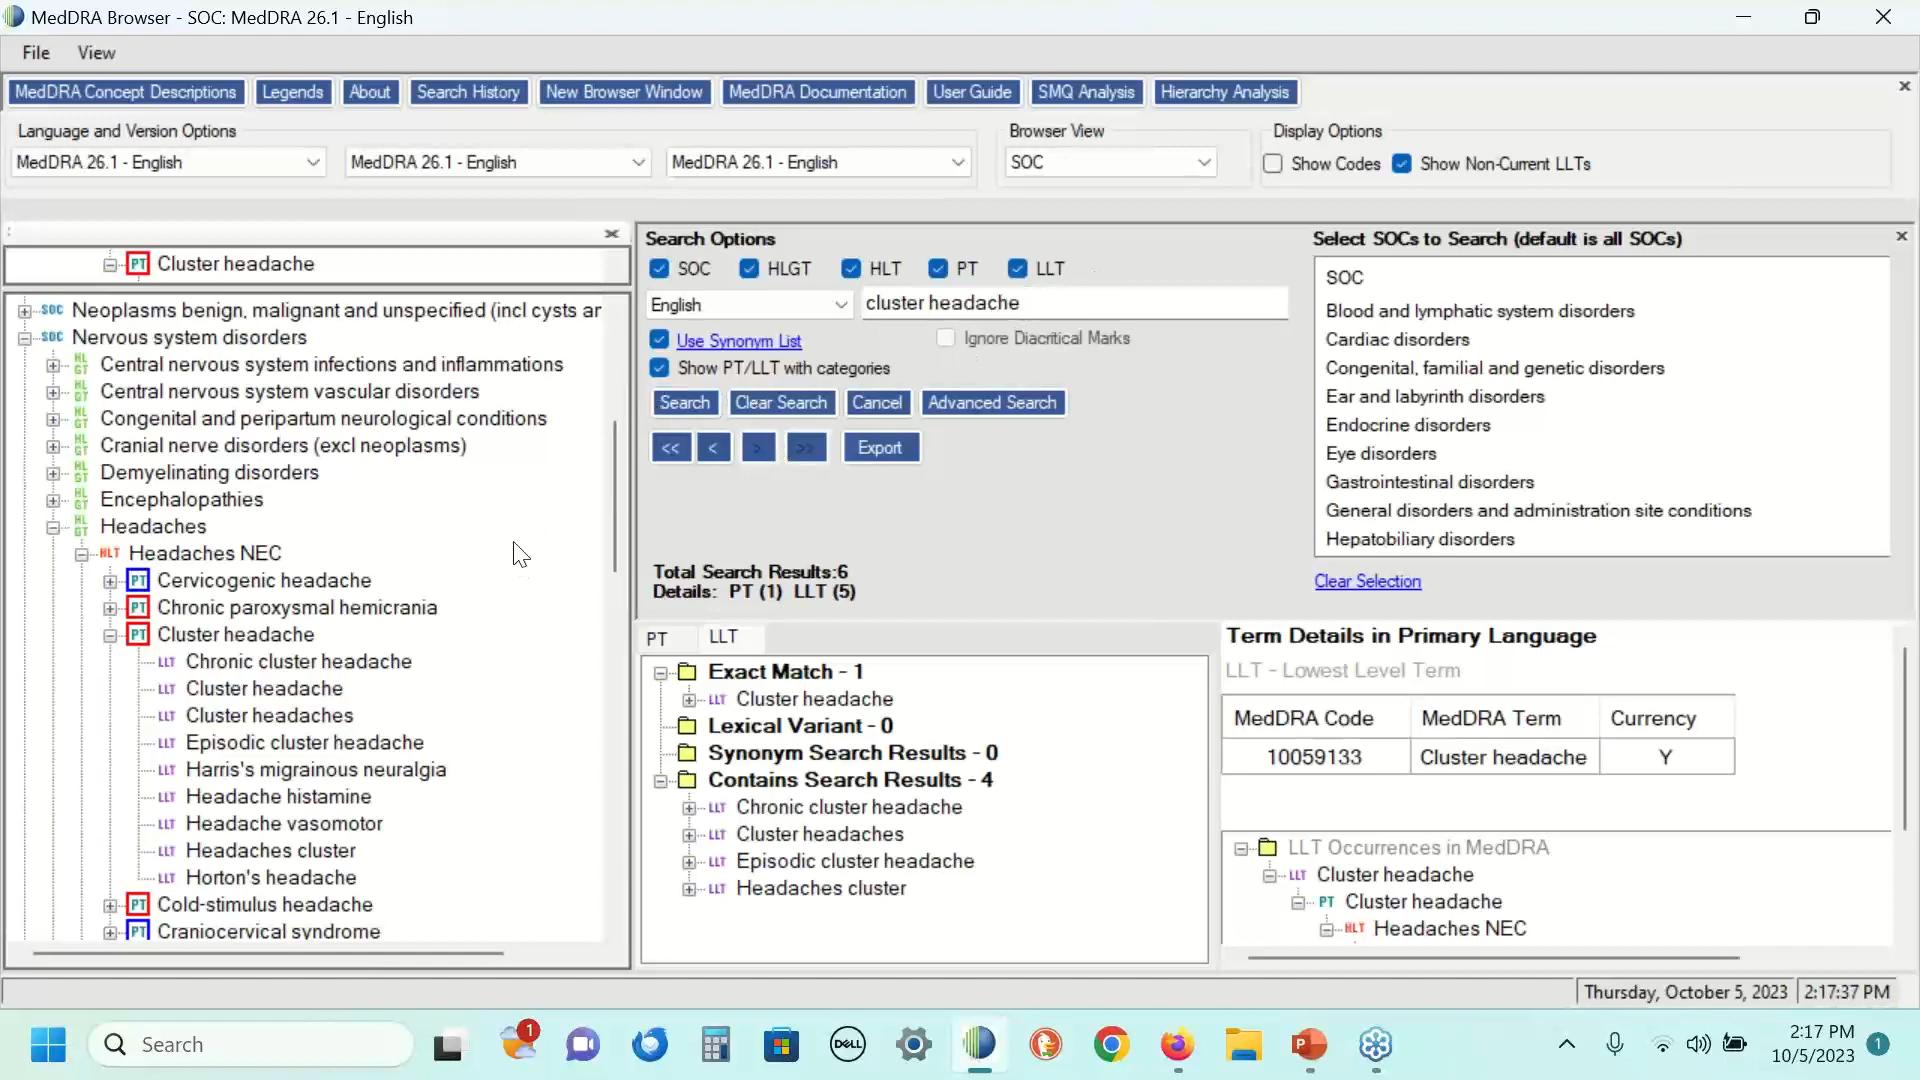 MedDRA Browser - SOC: MedDRA 26.1 - English
File View
MedDRA Concept Descriptions Legends About Search History New Browser Window MedDRA Documentation User Guide SMQ Analysis Hierarchy Analysis
Language and Version Options Browser View Display Options
MedDRA 26.1 - English MedDRA 26.1 - English MedDRA 26.1 - English SOC Show Codes Show Non-Current LLTs
PT Cluster headache
SOC Neoplasms benign, malignant and unspecified (incl cysts ar
SOC Nervous system disorders
HLGT Central nervous system infections and inflammations
HLGT Central nervous system vascular disorders
HLGT Congenital and peripartum neurological conditions
HLGT Cranial nerve disorders (excl neoplasms)
HLGT Demyelinating disorders
HLGT Encephalopathies
HLGT Headaches
HLT Headaches NEC
PT Cervicogenic headache
PT Chronic paroxysmal hemicrania
PT Cluster headache
LLT Chronic cluster headache
LLT Cluster headache
LLT Cluster headaches
LLT Episodic cluster headache
LLT Harris's migrainous neuralgia
LLT Headache histamine
LLT Headache vasomotor
LLT Headaches cluster
LLT Horton's headache
PT Cold-stimulus headache
PT Craniocervical syndrome
Search Options
SOC HLGT HLT PT LLT
English cluster headache
Use Synonym List Ignore Diacritical Marks
Show PT/LLT with categories
Search Clear Search Cancel Advanced Search
<< < > >> Export
Total Search Results:6
Details: PT (1) LLT (5)
Select SOCs to Search (default is all SOCs)
SOC
Blood and lymphatic system disorders
Cardiac disorders
Congenital, familial and genetic disorders
Ear and labyrinth disorders
Endocrine disorders
Eye disorders
Gastrointestinal disorders
General disorders and administration site conditions
Hepatobiliary disorders
Clear Selection
PT LLT
Exact Match - 1
LLT Cluster headache
Lexical Variant - 0
Synonym Search Results - 0
Contains Search Results - 4
LLT Chronic cluster headache
LLT Cluster headaches
LLT Episodic cluster headache
LLT Headaches cluster
Term Details in Primary Language
LLT - Lowest Level Term
MedDRA Code MedDRA Term Currency
10059133 Cluster headache Y
LLT Occurrences in MedDRA
LLT Cluster headache
PT Cluster headache
HLT Headaches NEC
Thursday, October 5, 2023 2:17:37 PM
Search 1 DELL 2:17 PM
10/5/2023 1